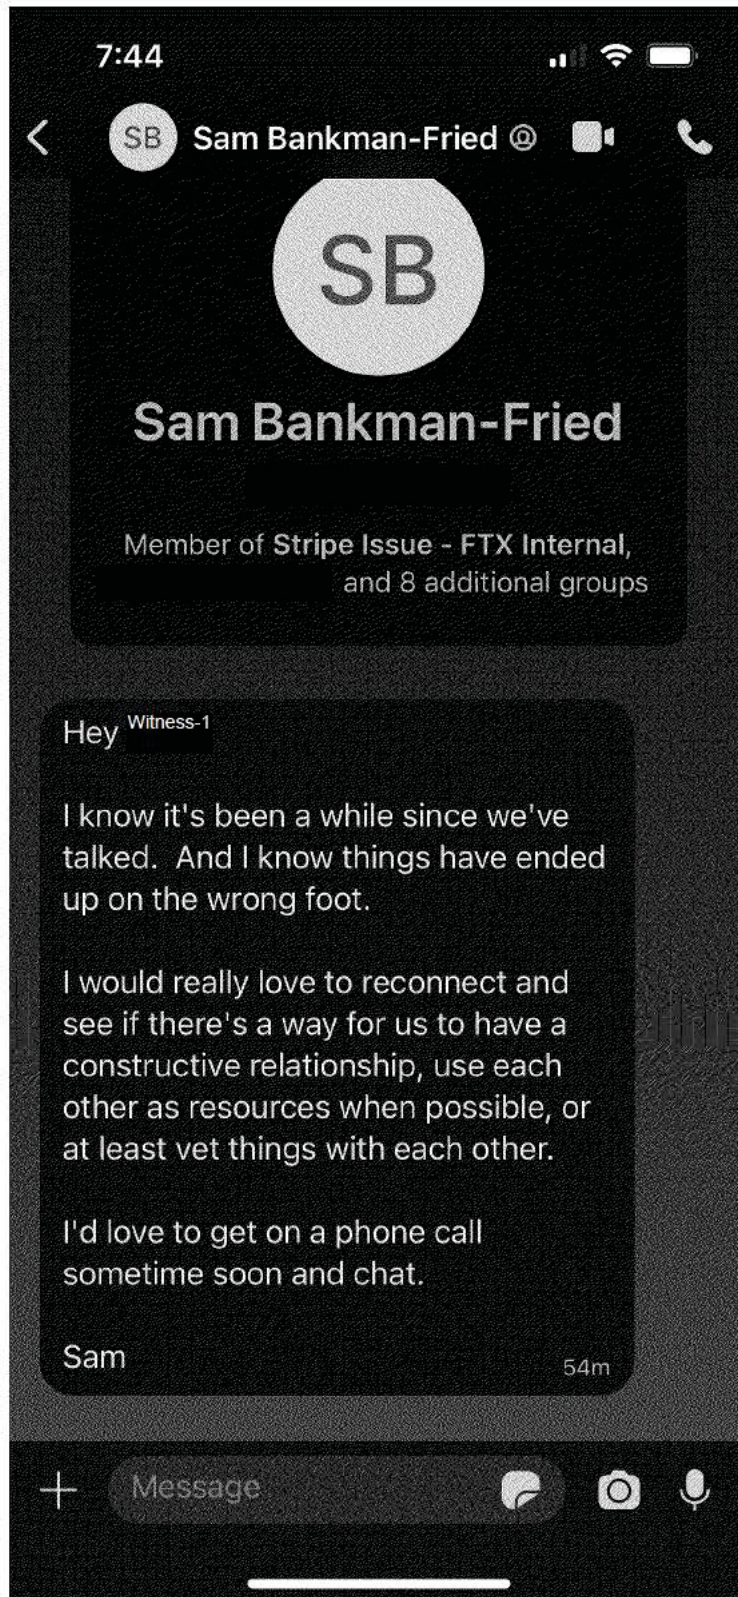 7:44
SB Sam Bankman-Fried
SB
Sam Bankman-Fried
Member of Stripe Issue - FTX Internal,
and 8 additional groups
Hey Witness-1
I know it's been a while since we've
talked.  And I know things have ended
up on the wrong foot.
I would really love to reconnect and
see if there's a way for us to have a
constructive relationship, use each
other as resources when possible, or
at least vet things with each other.
I'd love to get on a phone call
sometime soon and chat.
Sam
54m
Message